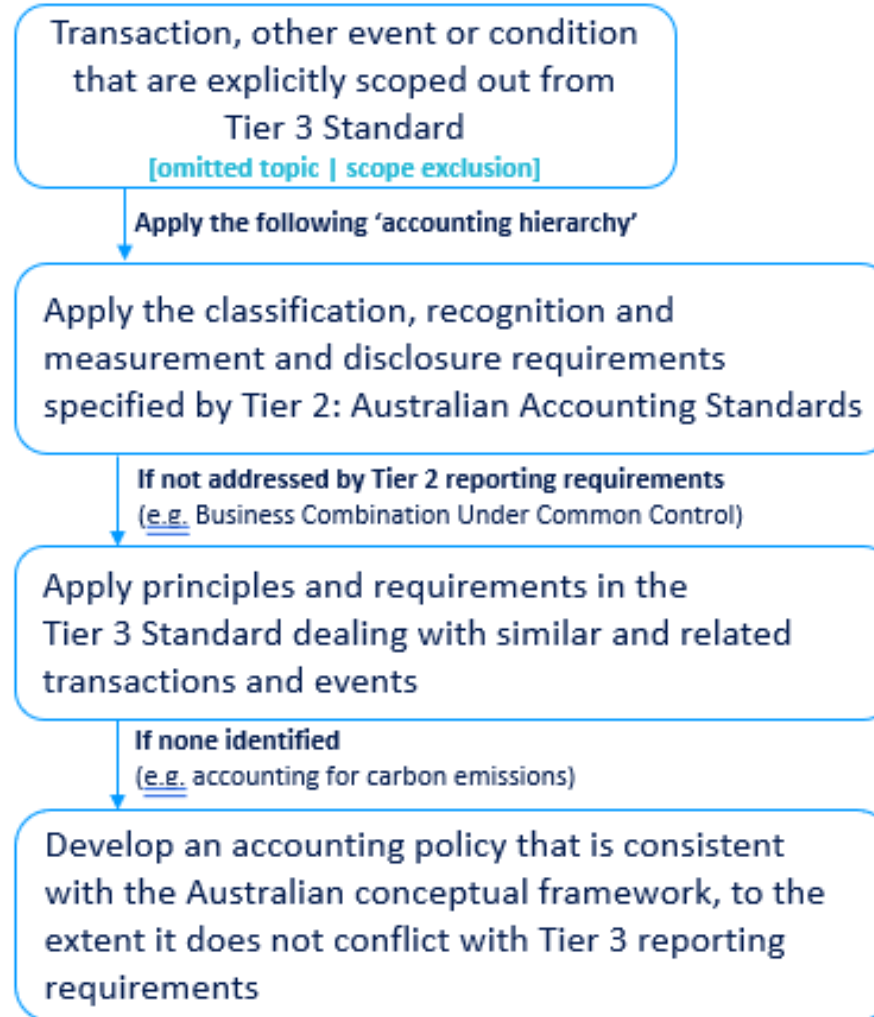 Transaction, other event or condition
that are explicitly scoped out from
Tier 3 Standard
[omitted topic | scope exclusion]
Apply the following ‘accounting hierarchy’
Apply the classification, recognition and
measurement and disclosure requirements
specified by Tier 2: Australian Accounting Standards
If not addressed by Tier 2 reporting requirements
(e.g. Business Combination Under Common Control)
Apply principles and requirements in the
Tier 3 Standard dealing with similar and related
transactions and events
If none identified
(e.g. accounting for carbon emissions)
Develop an accounting policy that is consistent
with the Australian conceptual framework, to the
extent it does not conflict with Tier 3 reporting
requirements